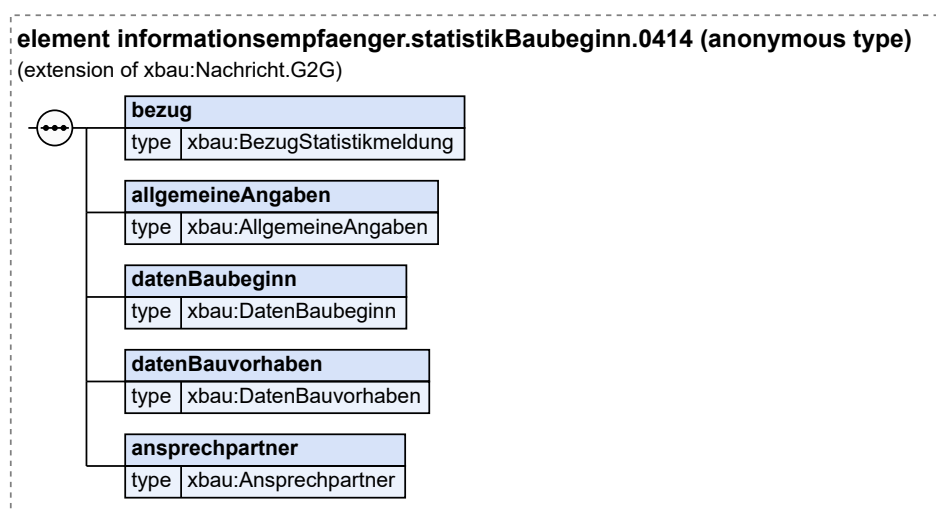 element informationsempfaenger.statistikBaubeginn.0414 (anonymous type)
(extension of xbau:Nachricht.G2G)
bezug
type xbau:BezugStatistikmeldung
allgemeineAngaben
type xbau:AllgemeineAngaben
datenBaubeginn
type xbau:DatenBaubeginn
datenBauvorhaben
type xbau:DatenBauvorhaben
ansprechpartner
type xbau:Ansprechpartner